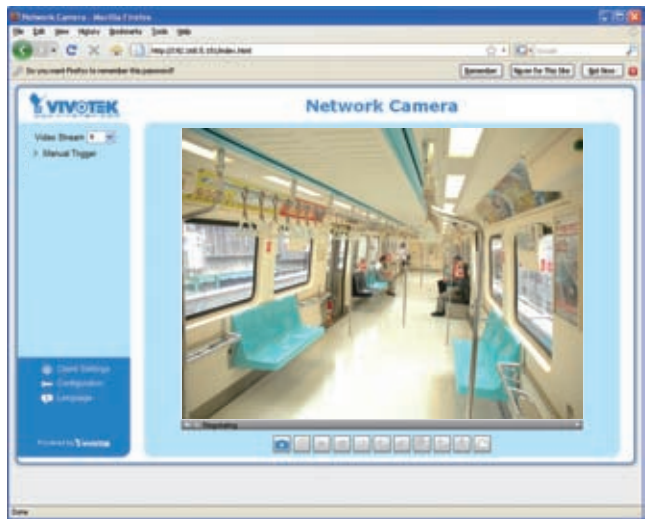 Network Camera - Mozilla Firefox
File Edit View History Bookmarks Tools Help
Do you want Firefox to remember this password?
Remember
Never for This Site
Not Now
VIVOTEK
Network Camera
Video Stream
> Manual Trigger
Client Settings
Configuration
Language
Powered by Vivotek
Done